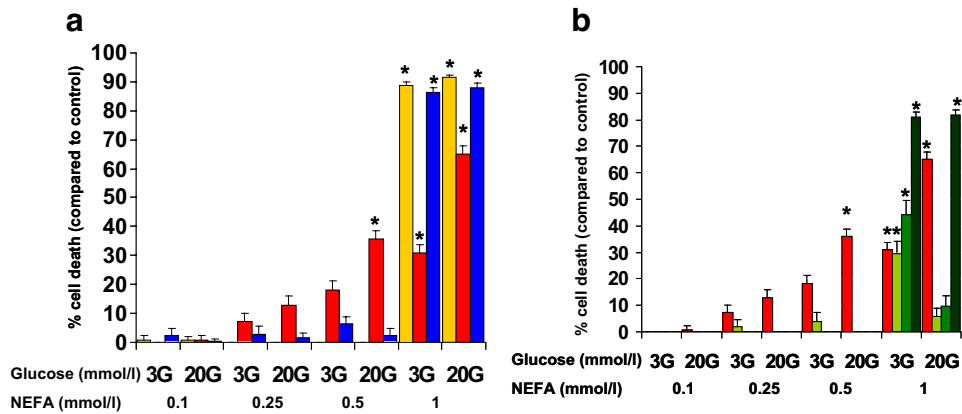 a
% cell death (compared to control)
100
90
80
70
60
50
40
30
20
10
0
* * * * * * *
Glucose (mmol/l) 3G 20G 3G 20G 3G 20G 3G 20G
NEFA (mmol/l) 0.1 0.25 0.5 1
b
% cell death (compared to control)
100
90
80
70
60
50
40
30
20
10
0
* ** * * * *
Glucose (mmol/l) 3G 20G 3G 20G 3G 20G 3G 20G
NEFA (mmol/l) 0.1 0.25 0.5 1